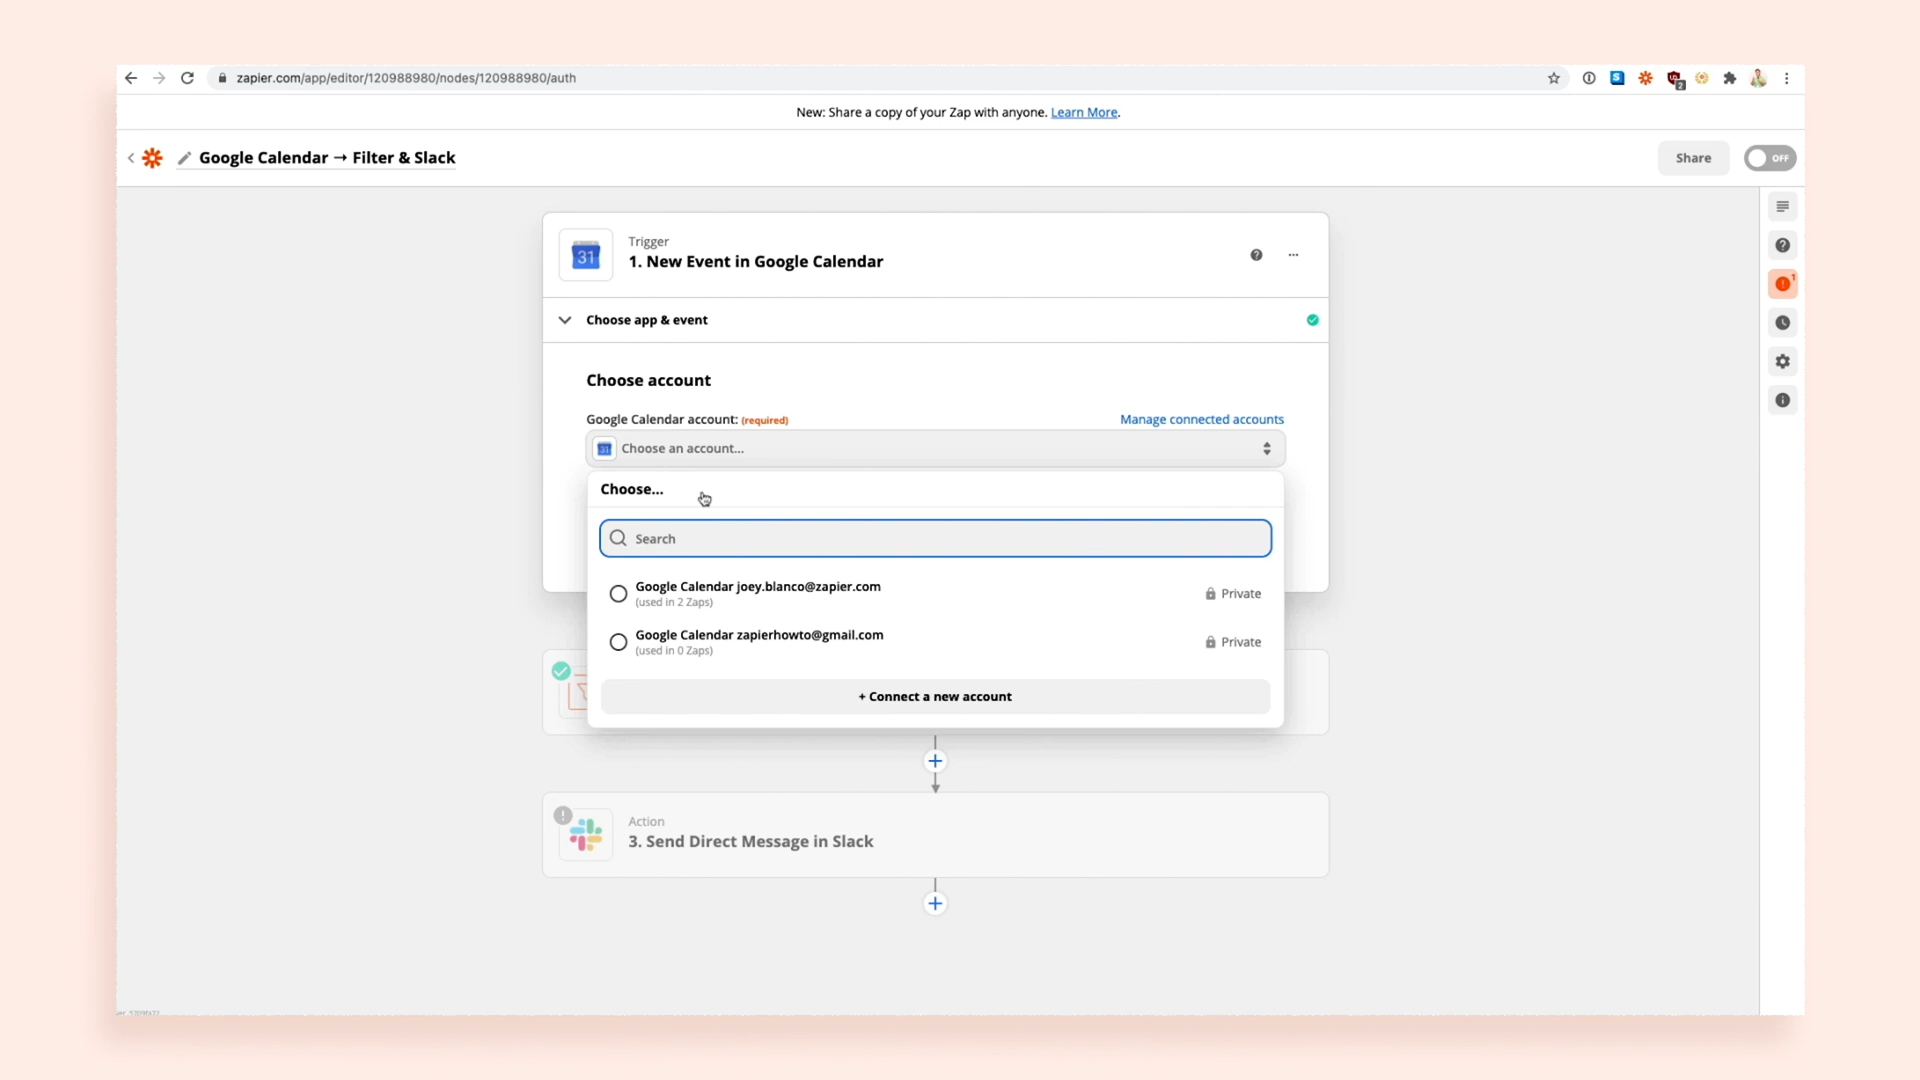 zapier.com/app/editor/120988980/nodes/120988980/auth
2
New: Share a copy of your Zap with anyone. Learn More.
Google Calendar → Filter & Slack
Share
OFF
Trigger
31
1. New Event in Google Calendar
Choose app & event
1
Choose account
Google Calendar account: (required)
Manage connected accounts
31
Choose an account...
Choose...
Search
Google Calendar joey.blanco@zapier.com
(used in 2 Zaps)
Private
Google Calendar zapierhowto@gmail.com
(used in 0 Zaps)
Private
+ Connect a new account
Action
3. Send Direct Message in Slack